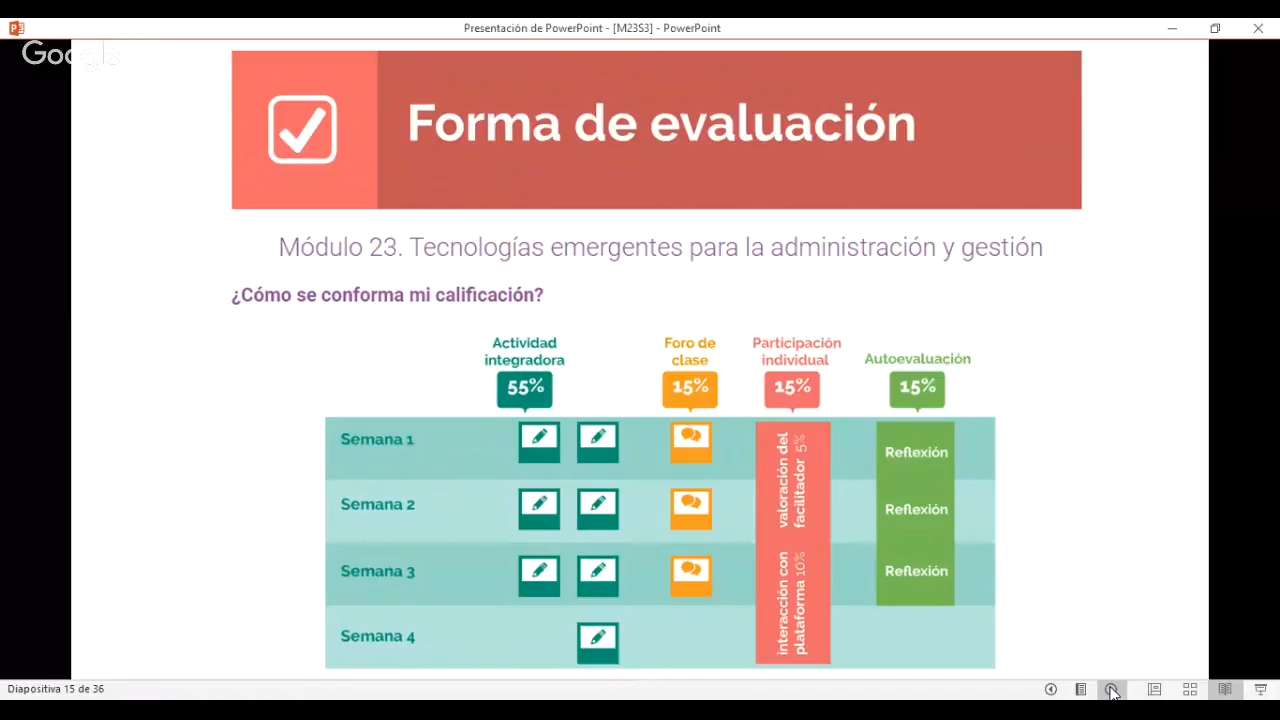 Presentación de PowerPoint - [M23S3] - PowerPoint
Google
Forma de evaluación
Módulo 23. Tecnologías emergentes para la administración y gestión
¿Cómo se conforma mi calificación?
Actividad
integradora
55%
Foro de
clase
15%
Participación
individual
15%
Autoevaluación
15%
Semana 1
Semana 2
Semana 3
Semana 4
valoración del
facilitador 5%
interacción con
plataforma 10%
Reflexión
Reflexión
Reflexión
Diapositiva 15 de 36